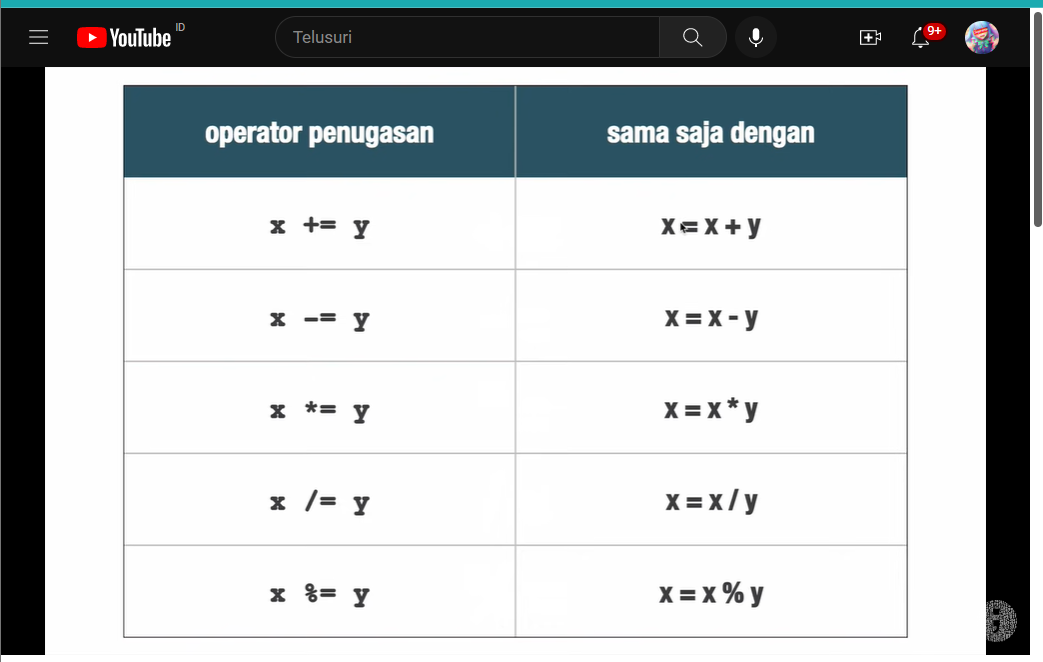 YouTube ID
Telusuri
9+
operator penugasan sama saja dengan
x += y x = x + y
x -= y x = x - y
x *= y x = x * y
x /= y x = x / y
x %= y x = x % y